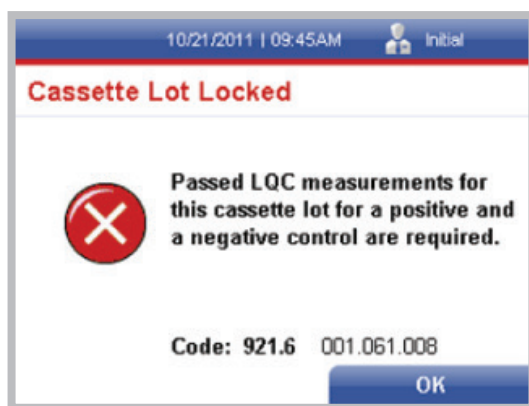 10/21/2011 | 09:45AM Initial
Cassette Lot Locked
Passed LQC measurements for
this cassette lot for a positive and
a negative control are required.
Code: 921.6 001.061.008
OK